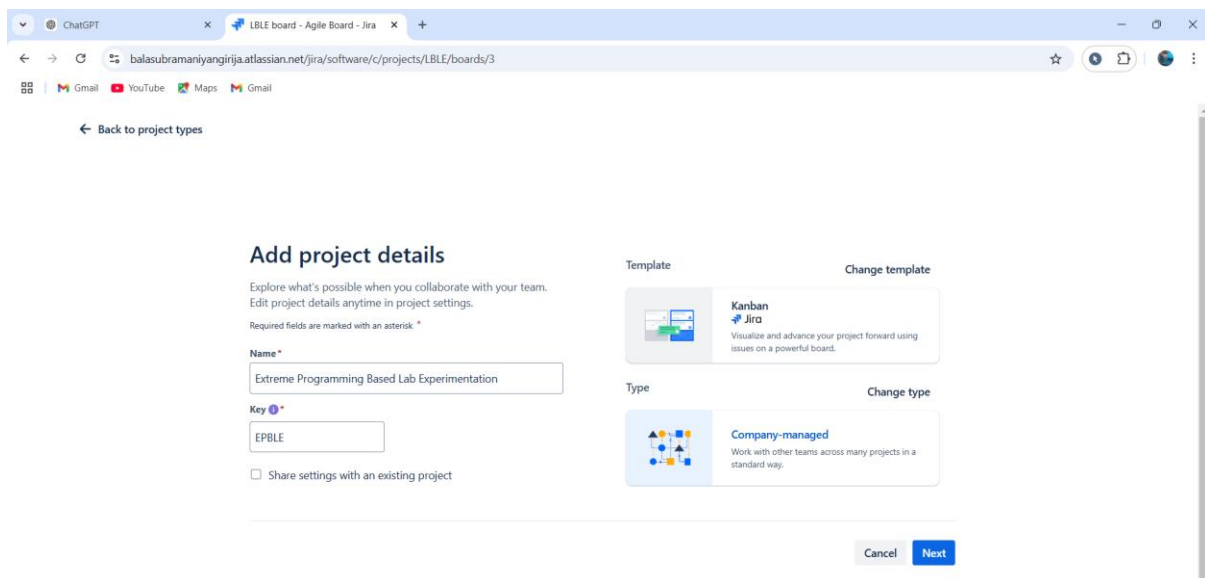 ChatGPT
LBLE board - Agile Board - Jira
balasubramaniyangirija.atlassian.net/jira/software/c/projects/LBLE/boards/3
Gmail YouTube Maps Gmail
Back to project types
Add project details
Explore what's possible when you collaborate with your team.
Edit project details anytime in project settings.
Required fields are marked with an asterisk *
Name *
Extreme Programming Based Lab Experimentation
Key *
EPBLE
Share settings with an existing project
Template
Change template
Kanban
Jira
Visualize and advance your project forward using
issues on a powerful board.
Type
Change type
Company-managed
Work with other teams across many projects in a
standard way.
Cancel Next